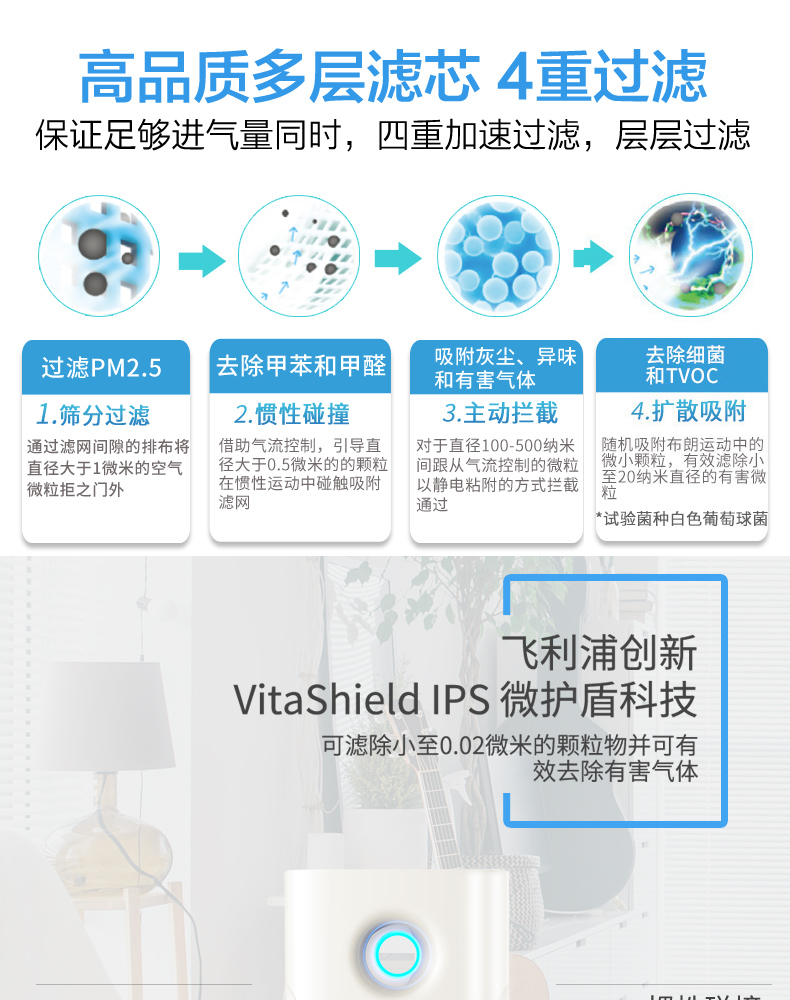 高品质多层滤芯 4重过滤
保证足够进气量同时，四重加速过滤，层层过滤
过滤PM2.5
1.筛分过滤
通过滤网间隙的排布将
直径大于1微米的空气
微粒拒之门外
去除甲苯和甲醛
2.惯性碰撞
借助气流控制，引导直
径大于0.5微米的的颗粒
在惯性运动中碰触吸附
滤网
吸附灰尘、异味
和有害气体
3.主动拦截
对于直径100-500纳米
间跟从气流控制的微粒
以静电粘附的方式拦截
通过
去除细菌
和TVOC
4.扩散吸附
随机吸附布朗运动中的
微小颗粒，有效滤除小
至20纳米直径的有害微
粒
*试验菌种白色葡萄球菌
飞利浦创新
VitaShield IPS 微护盾科技
可滤除小至0.02微米的颗粒物并可有
效去除有害气体